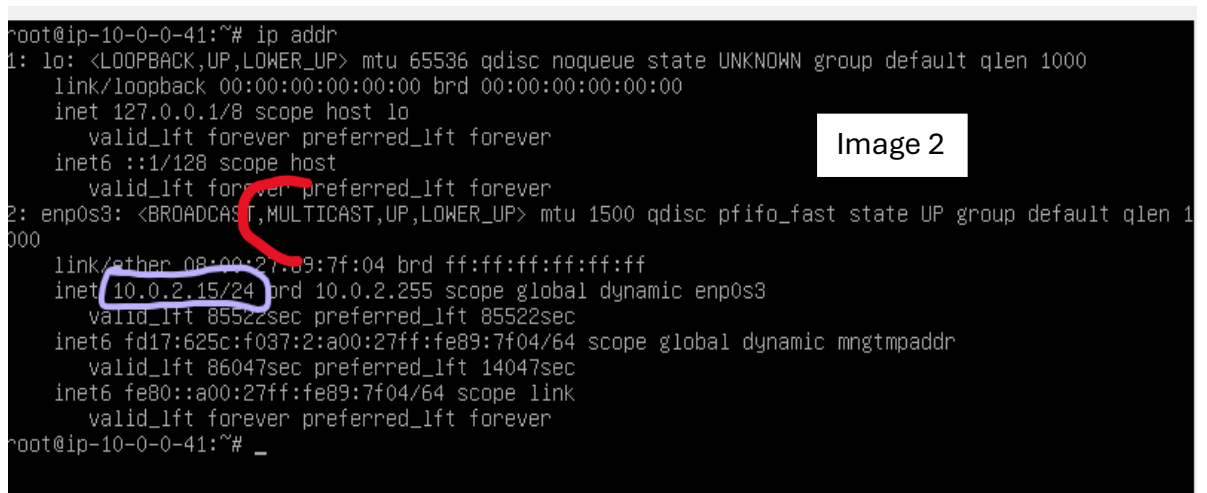 root@ip-10-0-0-41:~# ip addr
1: lo: <LOOPBACK,UP,LOWER_UP> mtu 65536 qdisc noqueue state UNKNOWN group default qlen 1000
link/loopback 00:00:00:00:00:00 brd 00:00:00:00:00:00
inet 127.0.0.1/8 scope host lo
valid_lft forever preferred_lft forever
Image 2
inet6 ::1/128 scope host
valid_lft forever preferred_lft forever
2: enp0s3: <BROADCAST,MULTICAST,UP,LOWER_UP> mtu 1500 qdisc pfifo_fast state UP group default qlen 1
000
link/ether 08:00:27:89:7f:04 brd ff:ff:ff:ff:ff:ff
inet 10.0.2.15/24 brd 10.0.2.255 scope global dynamic enp0s3
valid_lft 85522sec preferred_lft 85522sec
inet6 fd17:625c:f037:2:a00:27ff:fe89:7f04/64 scope global dynamic mngtmpaddr
valid_lft 86047sec preferred_lft 14047sec
inet6 fe80::a00:27ff:fe89:7f04/64 scope link
valid_lft forever preferred_lft forever
root@ip-10-0-0-41:~# _